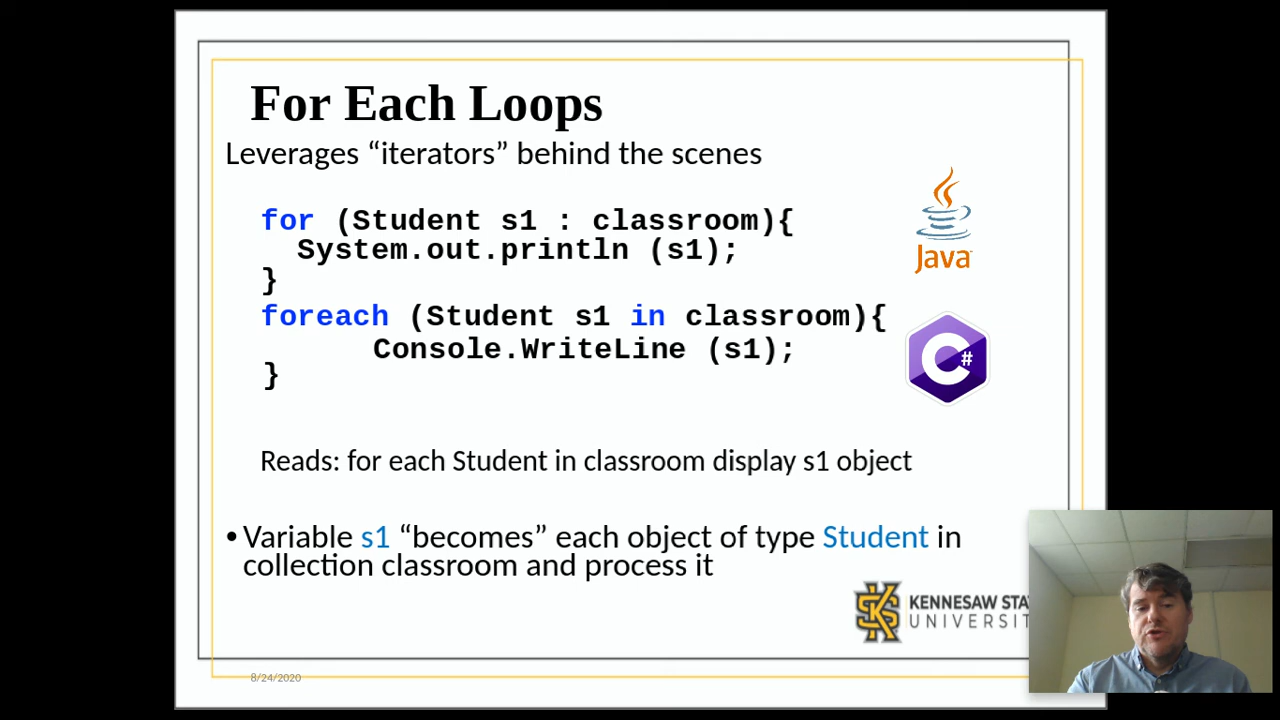 For Each Loops
Leverages “iterators” behind the scenes
for (Student s1 : classroom){
System.out.println (s1);
}
Java
foreach (Student s1 in classroom){
Console.WriteLine (s1);
}
C#
Reads: for each Student in classroom display s1 object
• Variable s1 “becomes” each object of type Student in
collection classroom and process it
KENNESAW STA
UNIVERSIT
8/24/2020